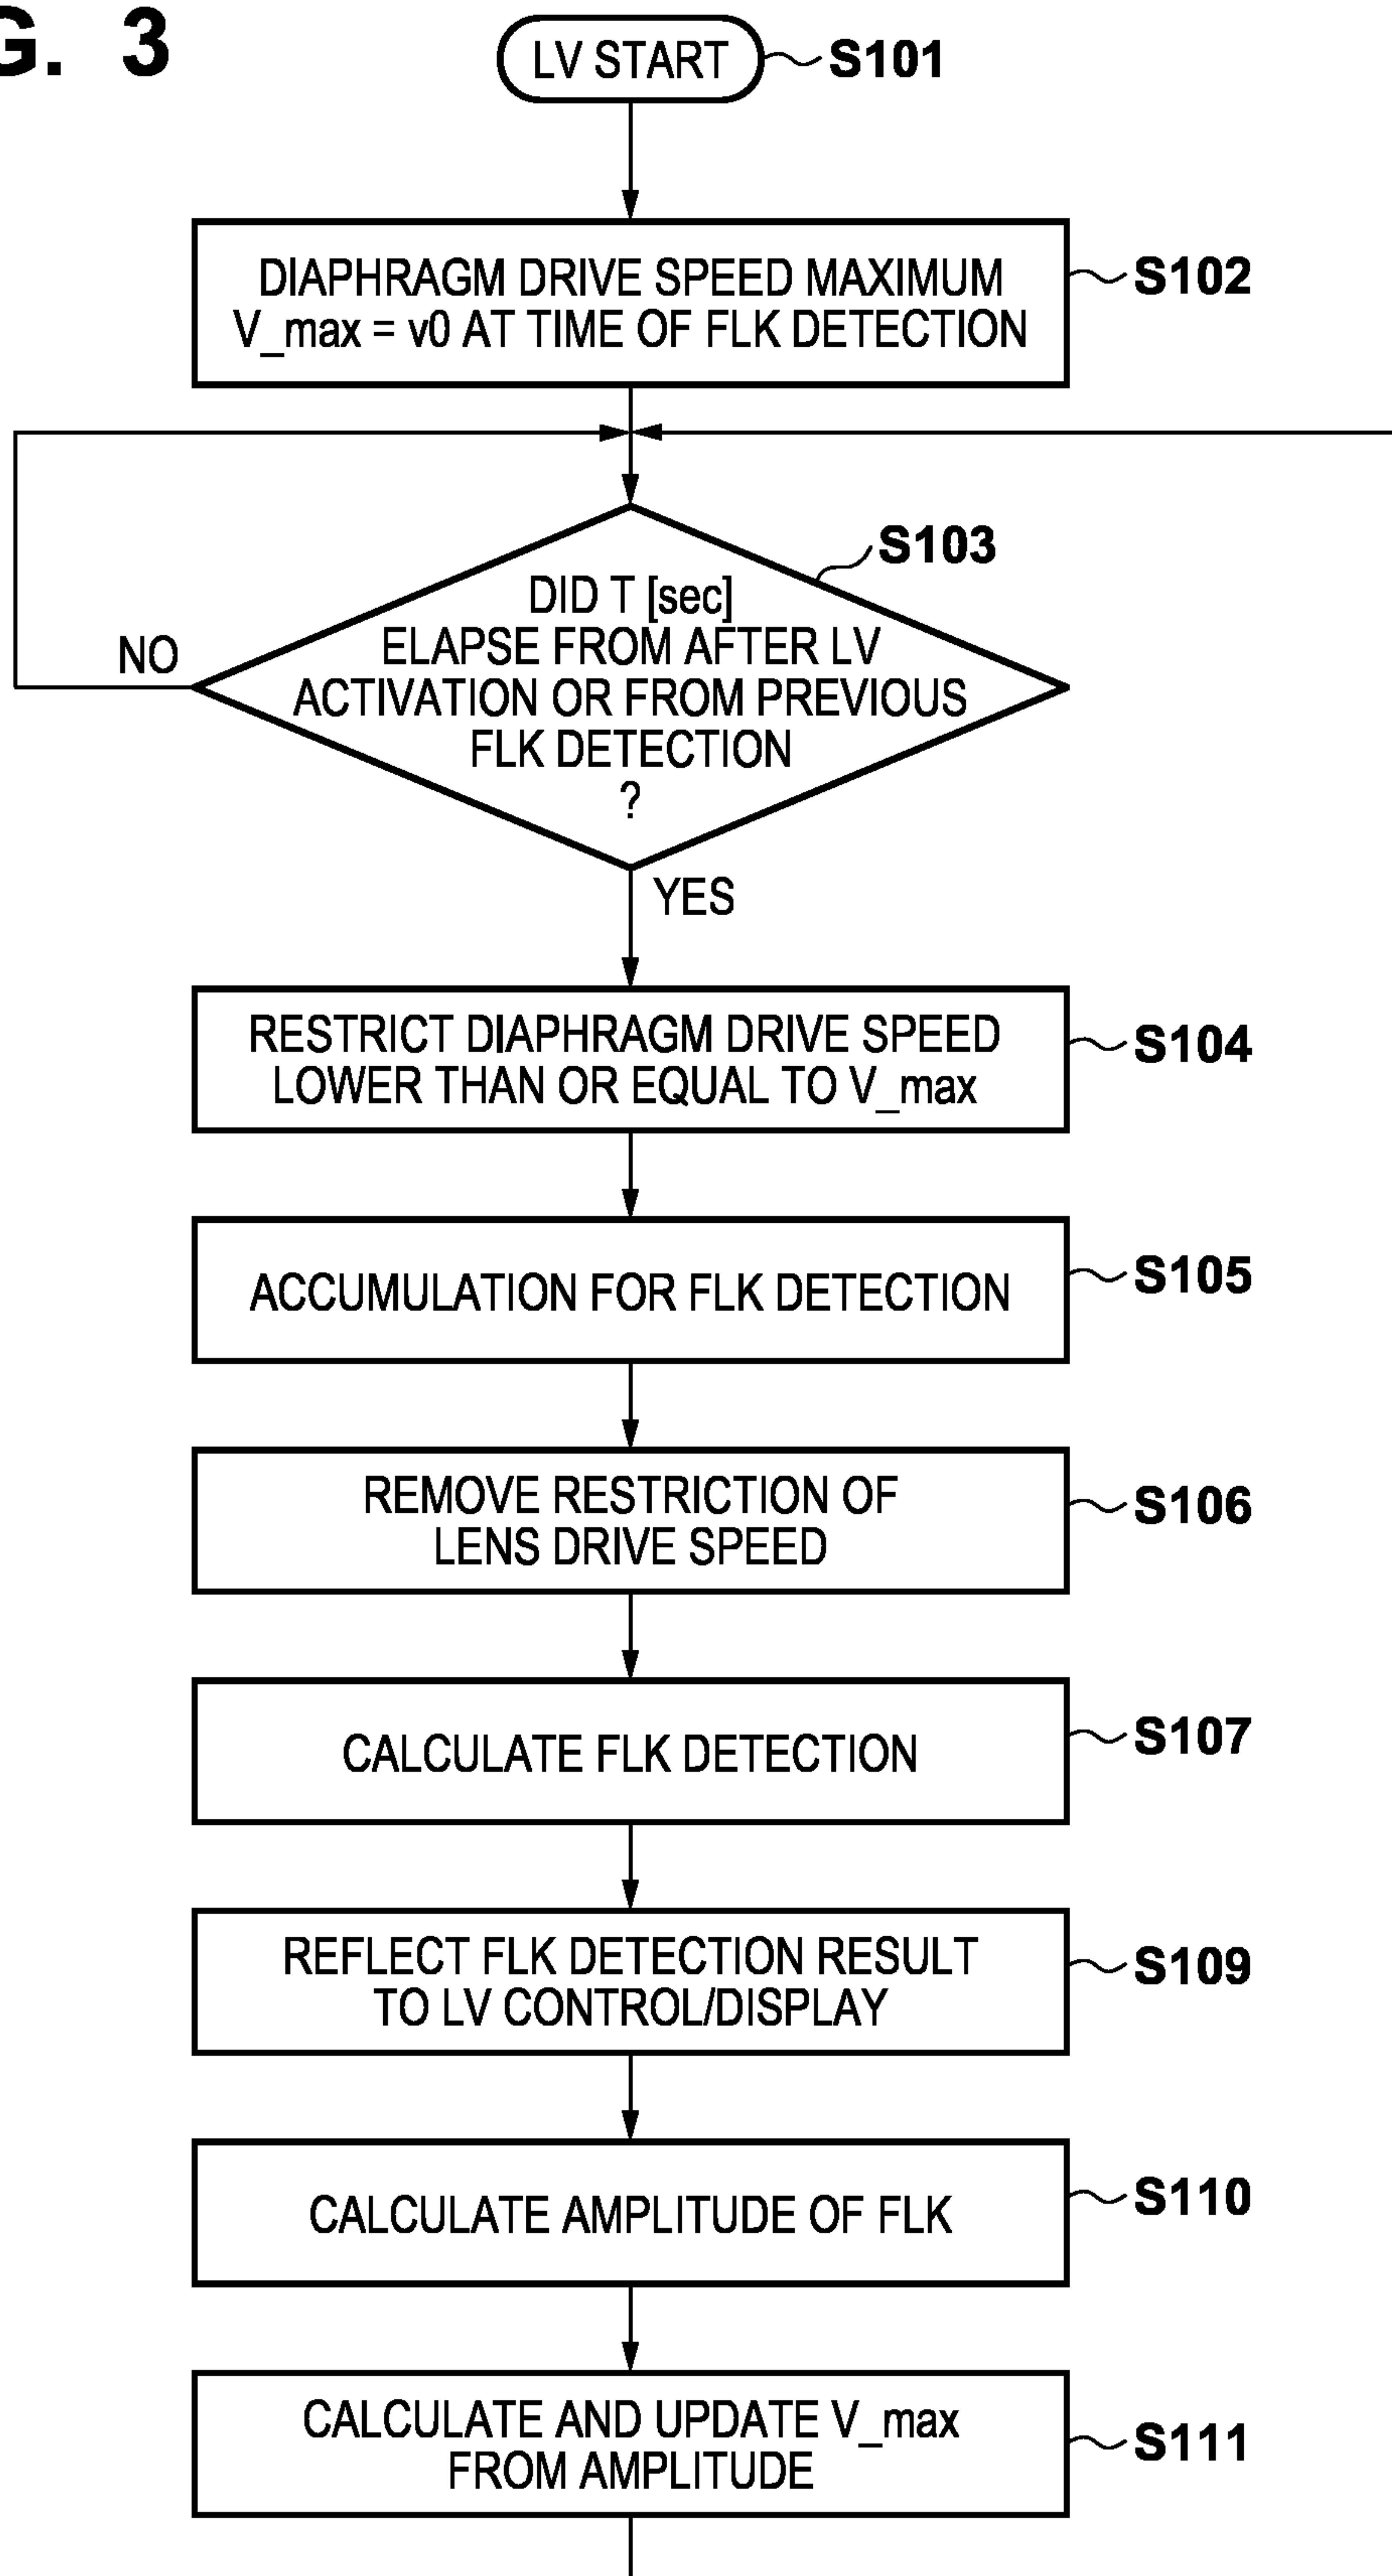 G. 3
LV START
S101
DIAPHRAGM DRIVE SPEED MAXIMUM
V_max = v0 AT TIME OF FLK DETECTION
S102
S103
DID T [sec]
ELAPSE FROM AFTER LV
ACTIVATION OR FROM PREVIOUS
FLK DETECTION
?
NO
YES
RESTRICT DIAPHRAGM DRIVE SPEED
LOWER THAN OR EQUAL TO V_max
S104
ACCUMULATION FOR FLK DETECTION
S105
REMOVE RESTRICTION OF
LENS DRIVE SPEED
S106
CALCULATE FLK DETECTION
S107
REFLECT FLK DETECTION RESULT
TO LV CONTROL/DISPLAY
S109
CALCULATE AMPLITUDE OF FLK
S110
CALCULATE AND UPDATE V_max
FROM AMPLITUDE
S111